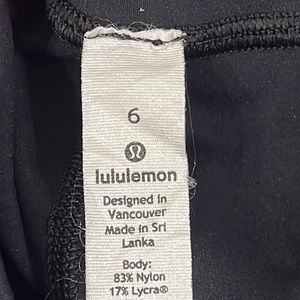 6
lululemon
Designed in
Vancouver
Made in Sri
Lanka
Body:
83% Nylon
17% Lycra®